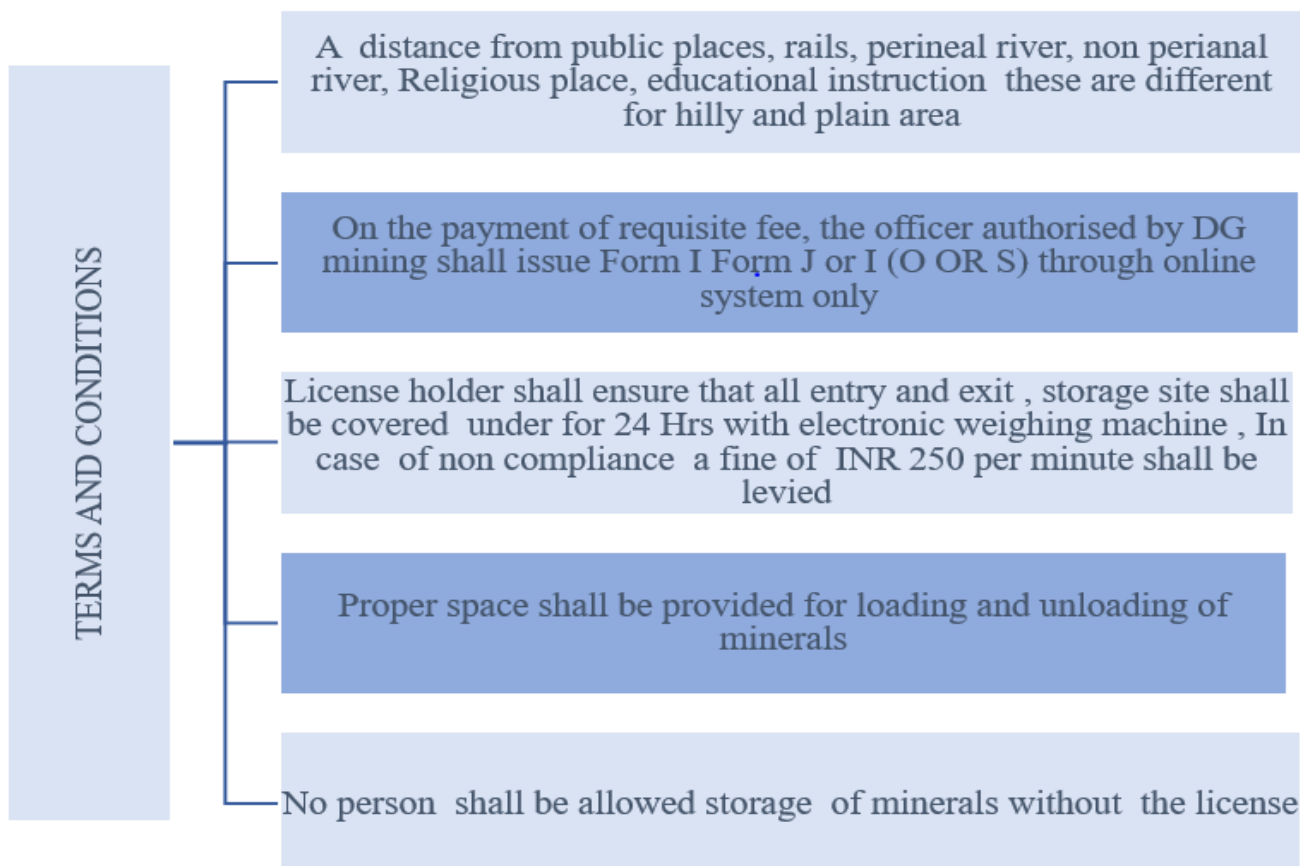 TERMS AND CONDITIONS
A distance from public places, rails, perineal river, non perianal
river, Religious place, educational instruction these are different
for hilly and plain area
On the payment of requisite fee, the officer authorised by DG
mining shall issue Form I Form J or I (O OR S) through online
system only
License holder shall ensure that all entry and exit , storage site shall
be covered under for 24 Hrs with electronic weighing machine , In
case of non compliance a fine of INR 250 per minute shall be
levied
Proper space shall be provided for loading and unloading of
minerals
No person shall be allowed storage of minerals without the license